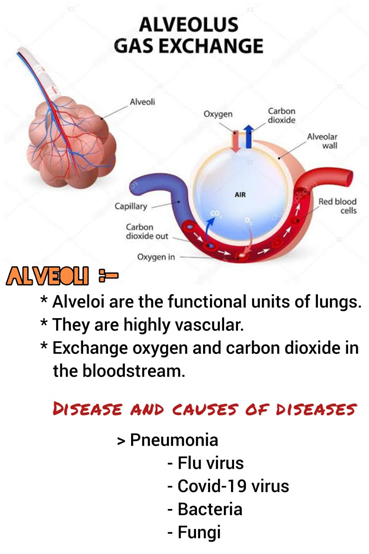 ALVEOLUS
GAS EXCHANGE
Alveoli
Oxygen
Carbon
dioxide
Alveolar
wall
AIR
Capillary
CO₂
O₂
Red blood
cells
Carbon
dioxide out
Oxygen in
ALVEOLI :-
* Alveloi are the functional units of lungs.
* They are highly vascular.
* Exchange oxygen and carbon dioxide in
the bloodstream.
DISEASE AND CAUSES OF DISEASES
> Pneumonia
- Flu virus
- Covid-19 virus
- Bacteria
- Fungi